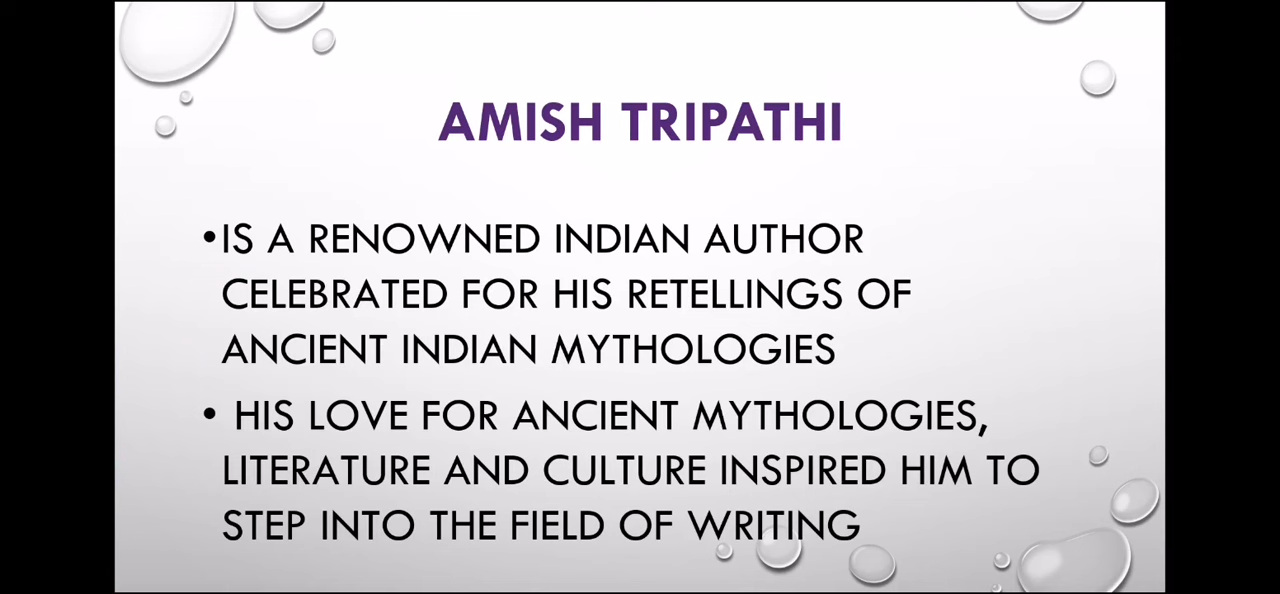 AMISH TRIPATHI
•IS A RENOWNED INDIAN AUTHOR
CELEBRATED FOR HIS RETELLINGS OF
ANCIENT INDIAN MYTHOLOGIES
• HIS LOVE FOR ANCIENT MYTHOLOGIES,
LITERATURE AND CULTURE INSPIRED HIM TO
STEP INTO THE FIELD OF WRITING